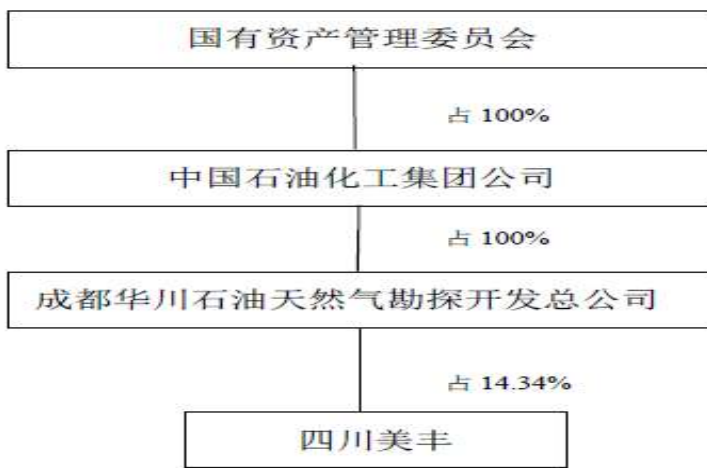 国有资产管理委员会
占 100%
中国石油化工集团公司
占 100%
成都华川石油天然气勘探开发总公司
占 14.34%
四川美丰